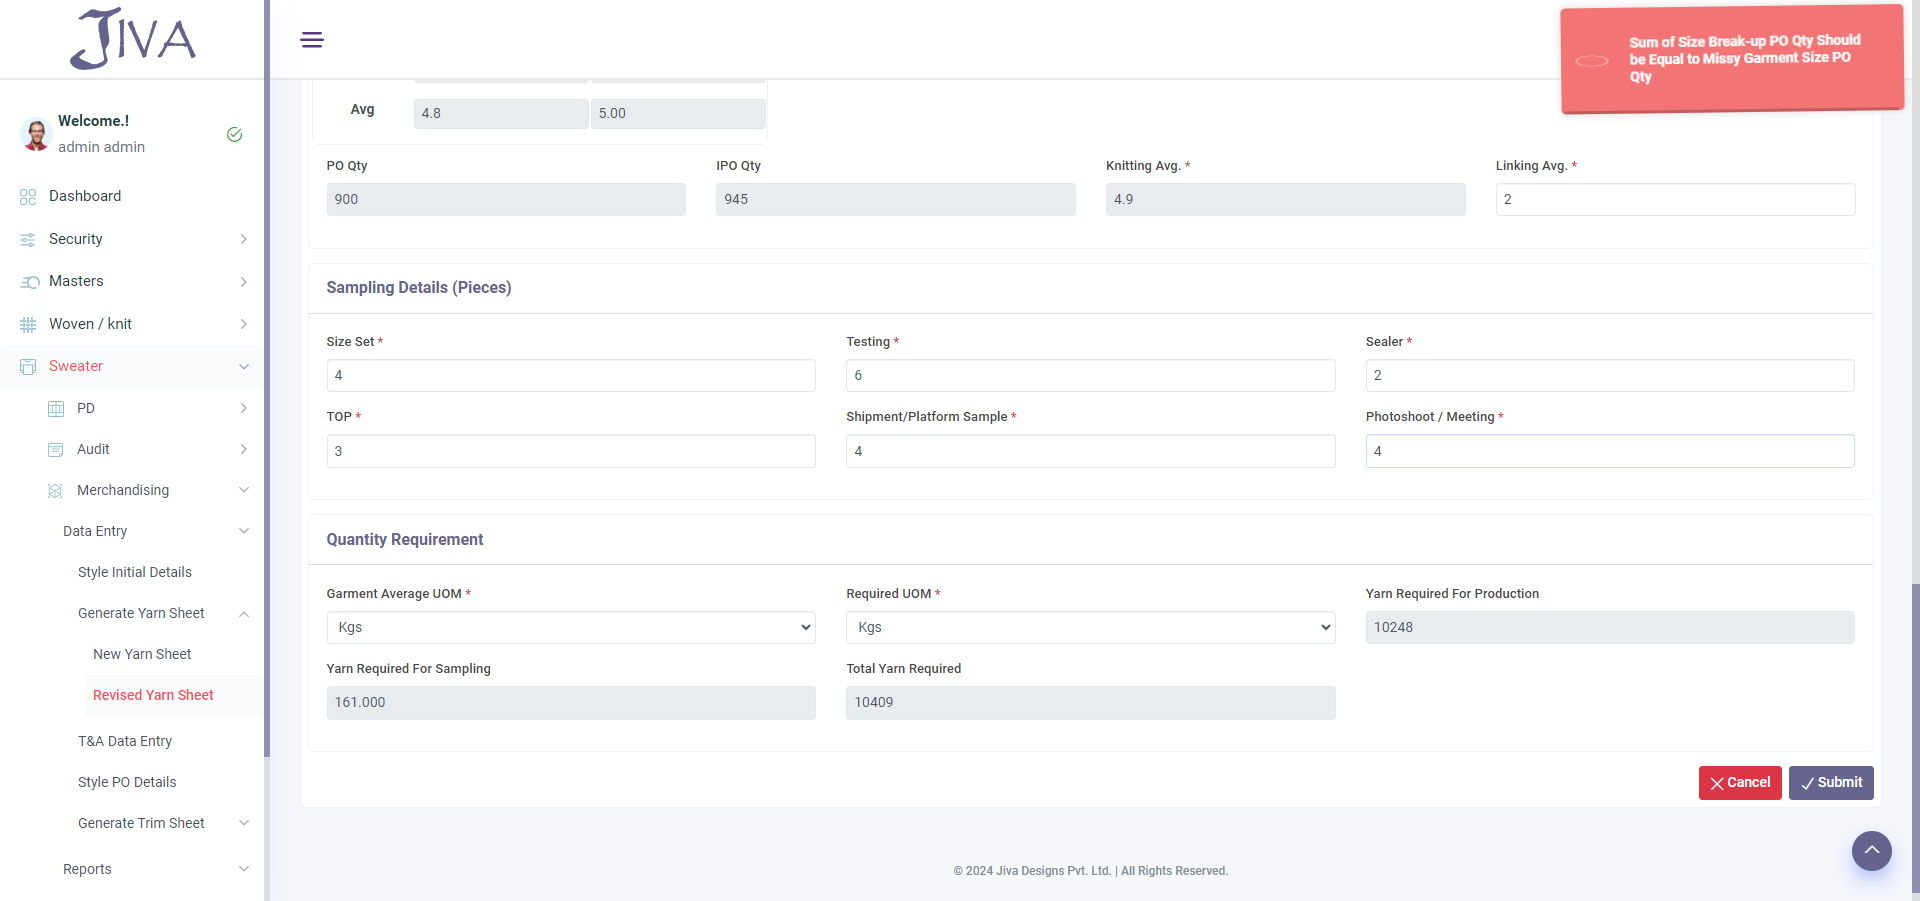 JIVA
Sum of Size Break-up PO Qty Should
be Equal to Missy Garment Size PO
Qty
Welcome.!
admin admin
Dashboard
Security
Masters
Woven / knit
Sweater
PD
Audit
Merchandising
Data Entry
Style Initial Details
Generate Yarn Sheet
New Yarn Sheet
Revised Yarn Sheet
T&A Data Entry
Style PO Details
Generate Trim Sheet
Reports
Avg 4.8 5.00
PO Qty IPO Qty Knitting Avg. * Linking Avg. *
900 945 4.9 2
Sampling Details (Pieces)
Size Set * Testing * Sealer *
4 6 2
TOP * Shipment/Platform Sample * Photoshoot / Meeting *
3 4 4
Quantity Requirement
Garment Average UOM * Required UOM * Yarn Required For Production
Kgs Kgs 10248
Yarn Required For Sampling Total Yarn Required
161.000 10409
Cancel Submit
© 2024 Jiva Designs Pvt. Ltd. | All Rights Reserved.